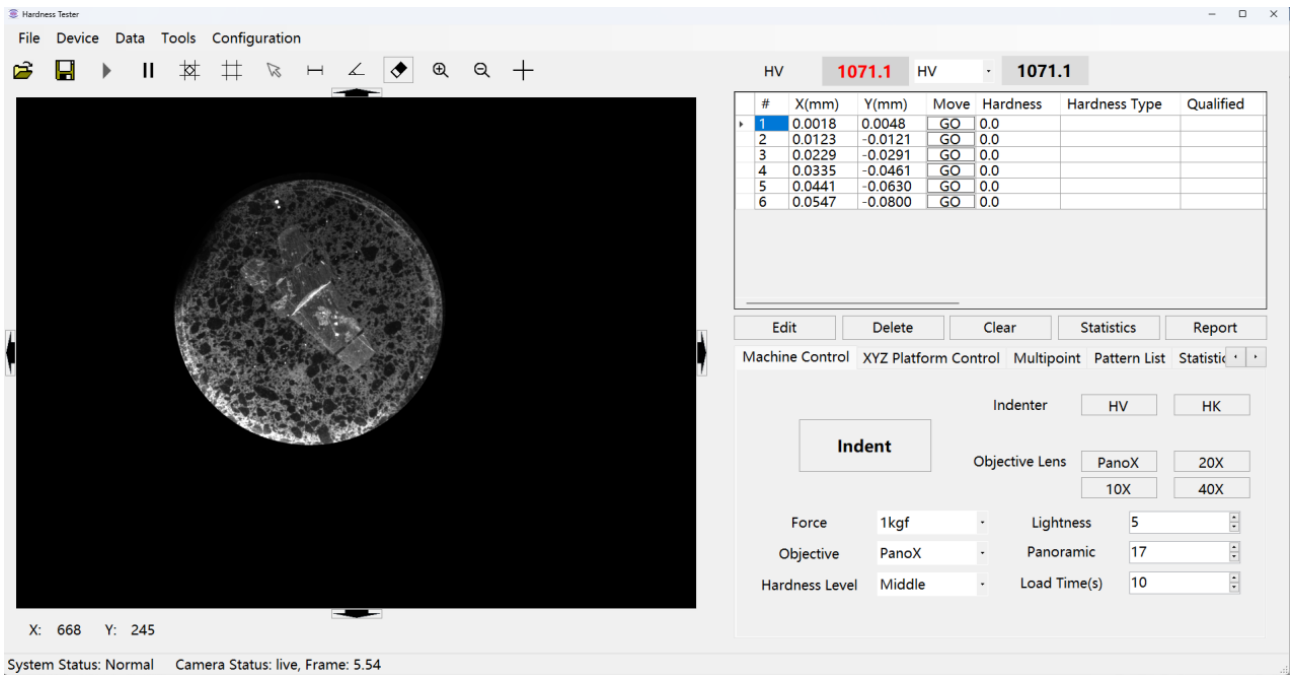 Hardness Tester
File Device Data Tools Configuration
HV 1071.1 HV 1071.1
# X(mm) Y(mm) Move Hardness Hardness Type Qualified
1 0.0018 0.0048 GO 0.0
2 0.0123 -0.0121 GO 0.0
3 0.0229 -0.0291 GO 0.0
4 0.0335 -0.0461 GO 0.0
5 0.0441 -0.0630 GO 0.0
6 0.0547 -0.0800 GO 0.0
Edit Delete Clear Statistics Report
Machine Control XYZ Platform Control Multipoint Pattern List Statistic
Indenter HV HK
Indent
Objective Lens PanoX 20X
10X 40X
Force 1kgf Lightness 5
Objective PanoX Panoramic 17
Hardness Level Middle Load Time(s) 10
X: 668 Y: 245
System Status: Normal Camera Status: live, Frame: 5.54